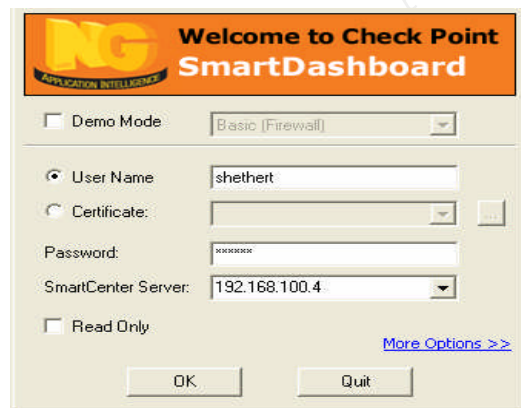 NG
APPLICATION INTELLIGENCE
Welcome to Check Point
SmartDashboard
Demo Mode
Basic (Firewall)
User Name
shethert
Certificate:
...
Password:
××××××
SmartCenter Server:
192.168.100.4
Read Only
More Options >>
OK
Quit